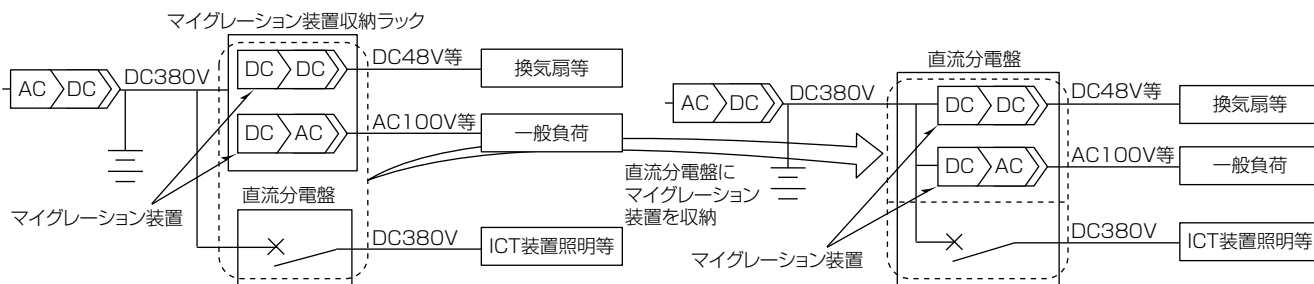 マイグレーション装置収納ラック
AC
DC
DC380V
DC
DC
DC48V等
換気扇等
DC
AC
AC100V等
一般負荷
マイグレーション装置
直流分電盤
DC380V
ICT装置照明等
直流分電盤に
マイグレーション
装置を収納
直流分電盤
AC
DC
DC380V
DC
DC
DC48V等
換気扇等
DC
AC
AC100V等
一般負荷
マイグレーション装置
DC380V
ICT装置照明等